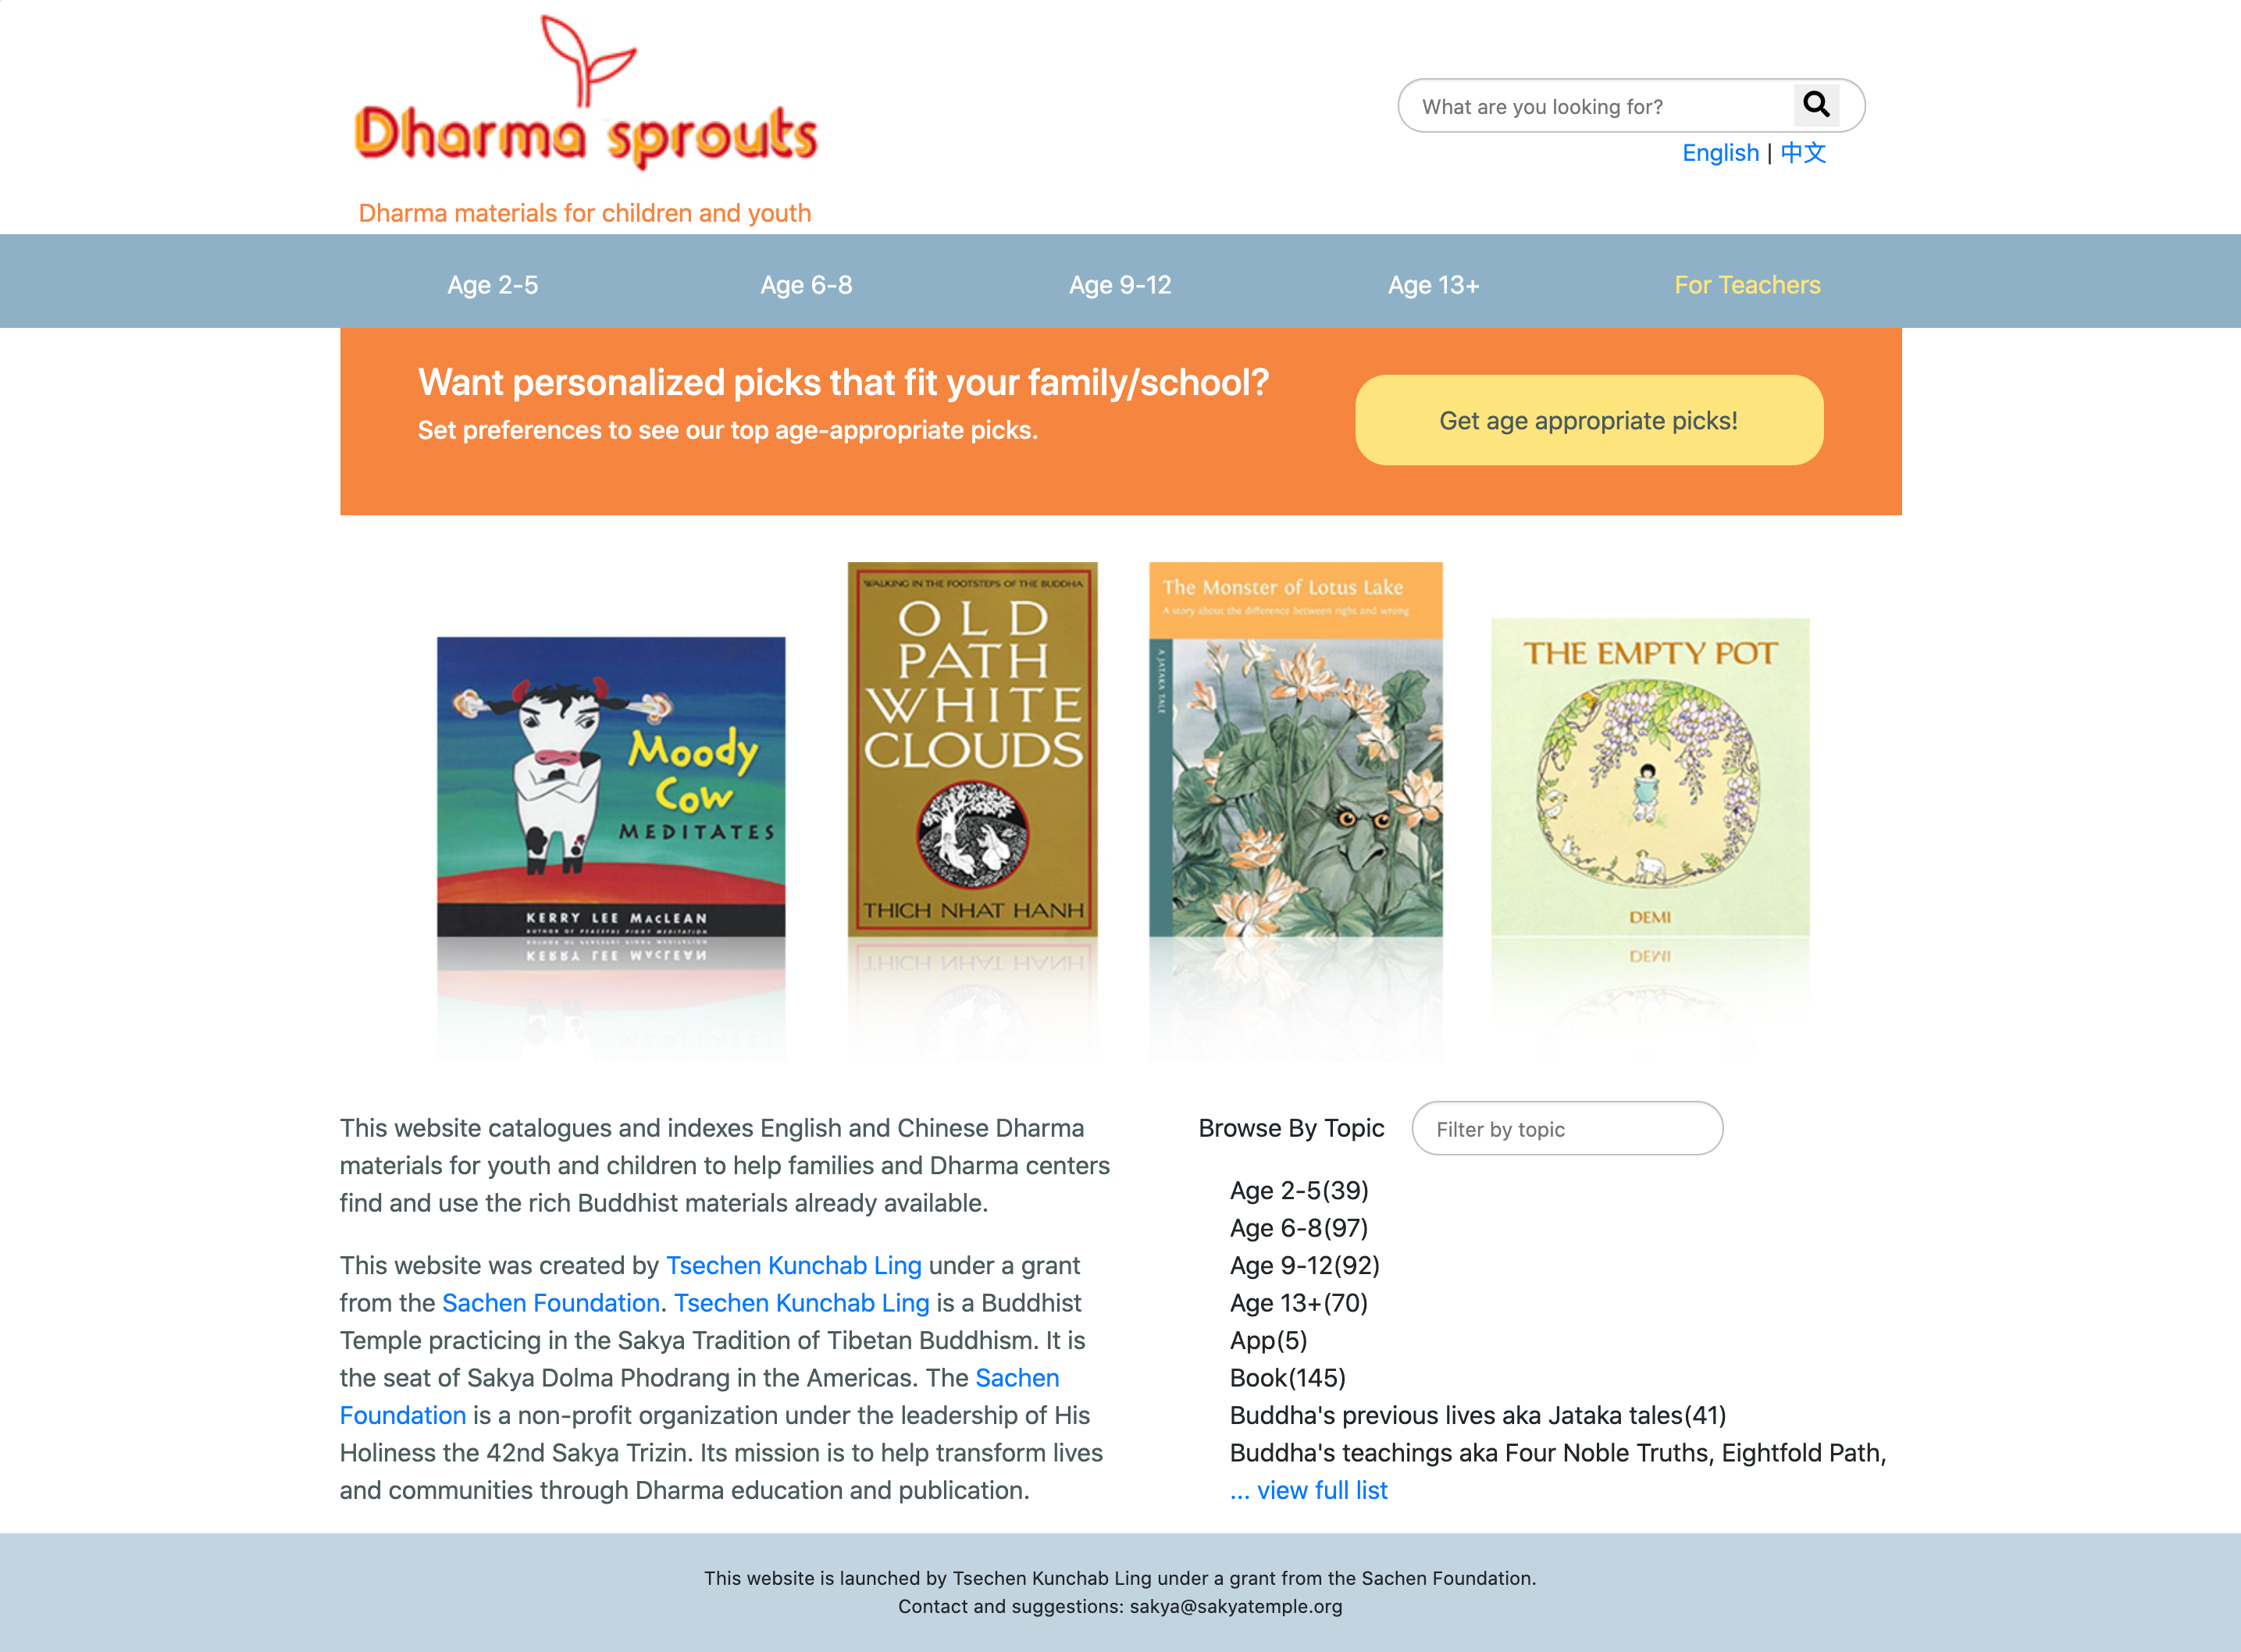 Dharma sprouts
Dharma materials for children and youth
What are you looking for?
English | 中文
Age 2-5
Age 6-8
Age 9-12
Age 13+
For Teachers
Want personalized picks that fit your family/school?
Set preferences to see our top age-appropriate picks.
Get age appropriate picks!
Moody
Cow
MEDITATES
KERRY LEE MACLEAN
AUTHOR OF PEACEFUL PIGGY MEDITATION
WALKING IN THE FOOTSTEPS OF THE BUDDHA
OLD
PATH
WHITE
CLOUDS
THICH NHAT HANH
The Monster of Lotus Lake
A story about the difference between right and wrong
A JATAKA TALE
THE EMPTY POT
DEMI
This website catalogues and indexes English and Chinese Dharma
materials for youth and children to help families and Dharma centers
find and use the rich Buddhist materials already available.
This website was created by Tsechen Kunchab Ling under a grant
from the Sachen Foundation. Tsechen Kunchab Ling is a Buddhist
Temple practicing in the Sakya Tradition of Tibetan Buddhism. It is
the seat of Sakya Dolma Phodrang in the Americas. The Sachen
Foundation is a non-profit organization under the leadership of His
Holiness the 42nd Sakya Trizin. Its mission is to help transform lives
and communities through Dharma education and publication.
Browse By Topic
Filter by topic
Age 2-5(39)
Age 6-8(97)
Age 9-12(92)
Age 13+(70)
App(5)
Book(145)
Buddha's previous lives aka Jataka tales(41)
Buddha's teachings aka Four Noble Truths, Eightfold Path,
... view full list
This website is launched by Tsechen Kunchab Ling under a grant from the Sachen Foundation.
Contact and suggestions: sakya@sakyatemple.org